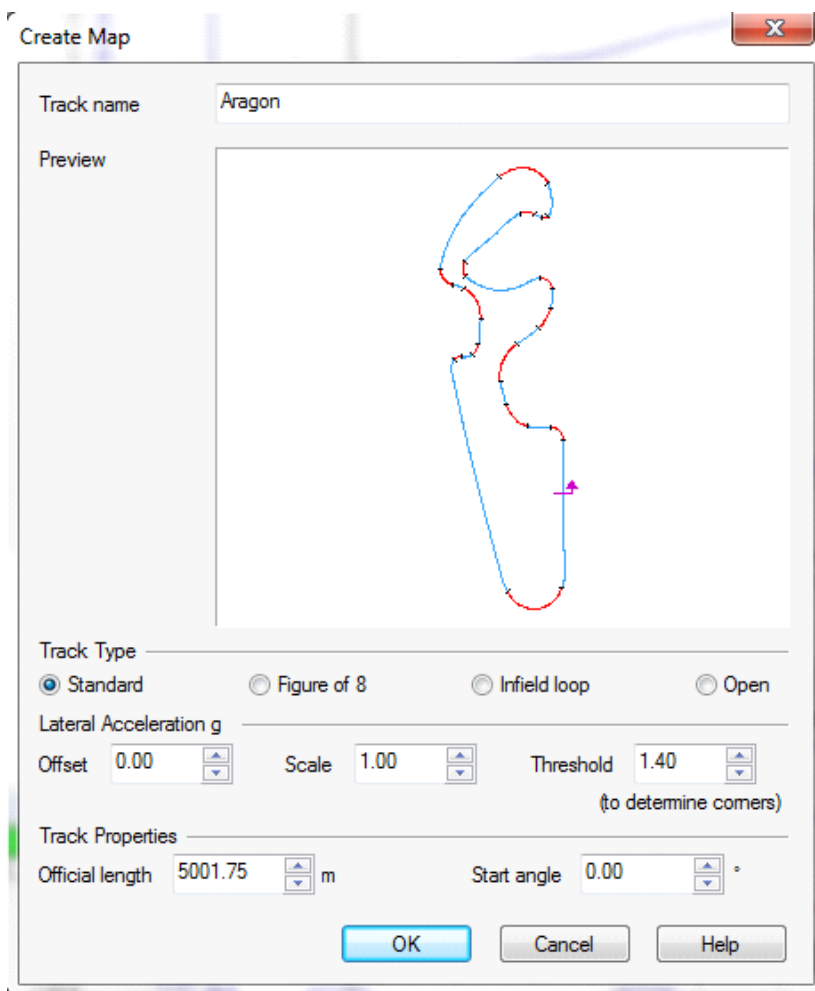 Create Map
Track name Aragon
Preview
Track Type
Standard Figure of 8 Infield loop Open
Lateral Acceleration g
Offset 0.00 Scale 1.00 Threshold 1.40
(to determine corners)
Track Properties
Official length 5001.75 m Start angle 0.00 °
OK Cancel Help